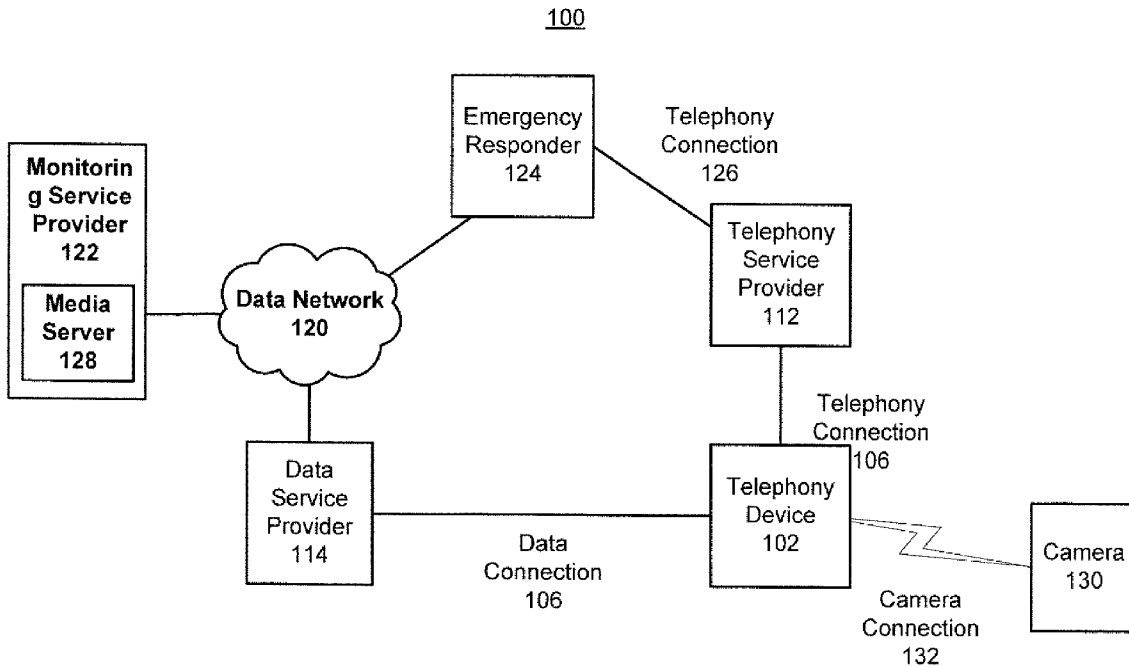 100
Emergency
Responder
124
Telephony
Connection
126
Monitorin
g Service
Provider
122
Media
Server
128
Data Network
120
Telephony
Service
Provider
112
Telephony
Connection
106
Data
Service
Provider
114
Data
Connection
106
Telephony
Device
102
Camera
Connection
132
Camera
130